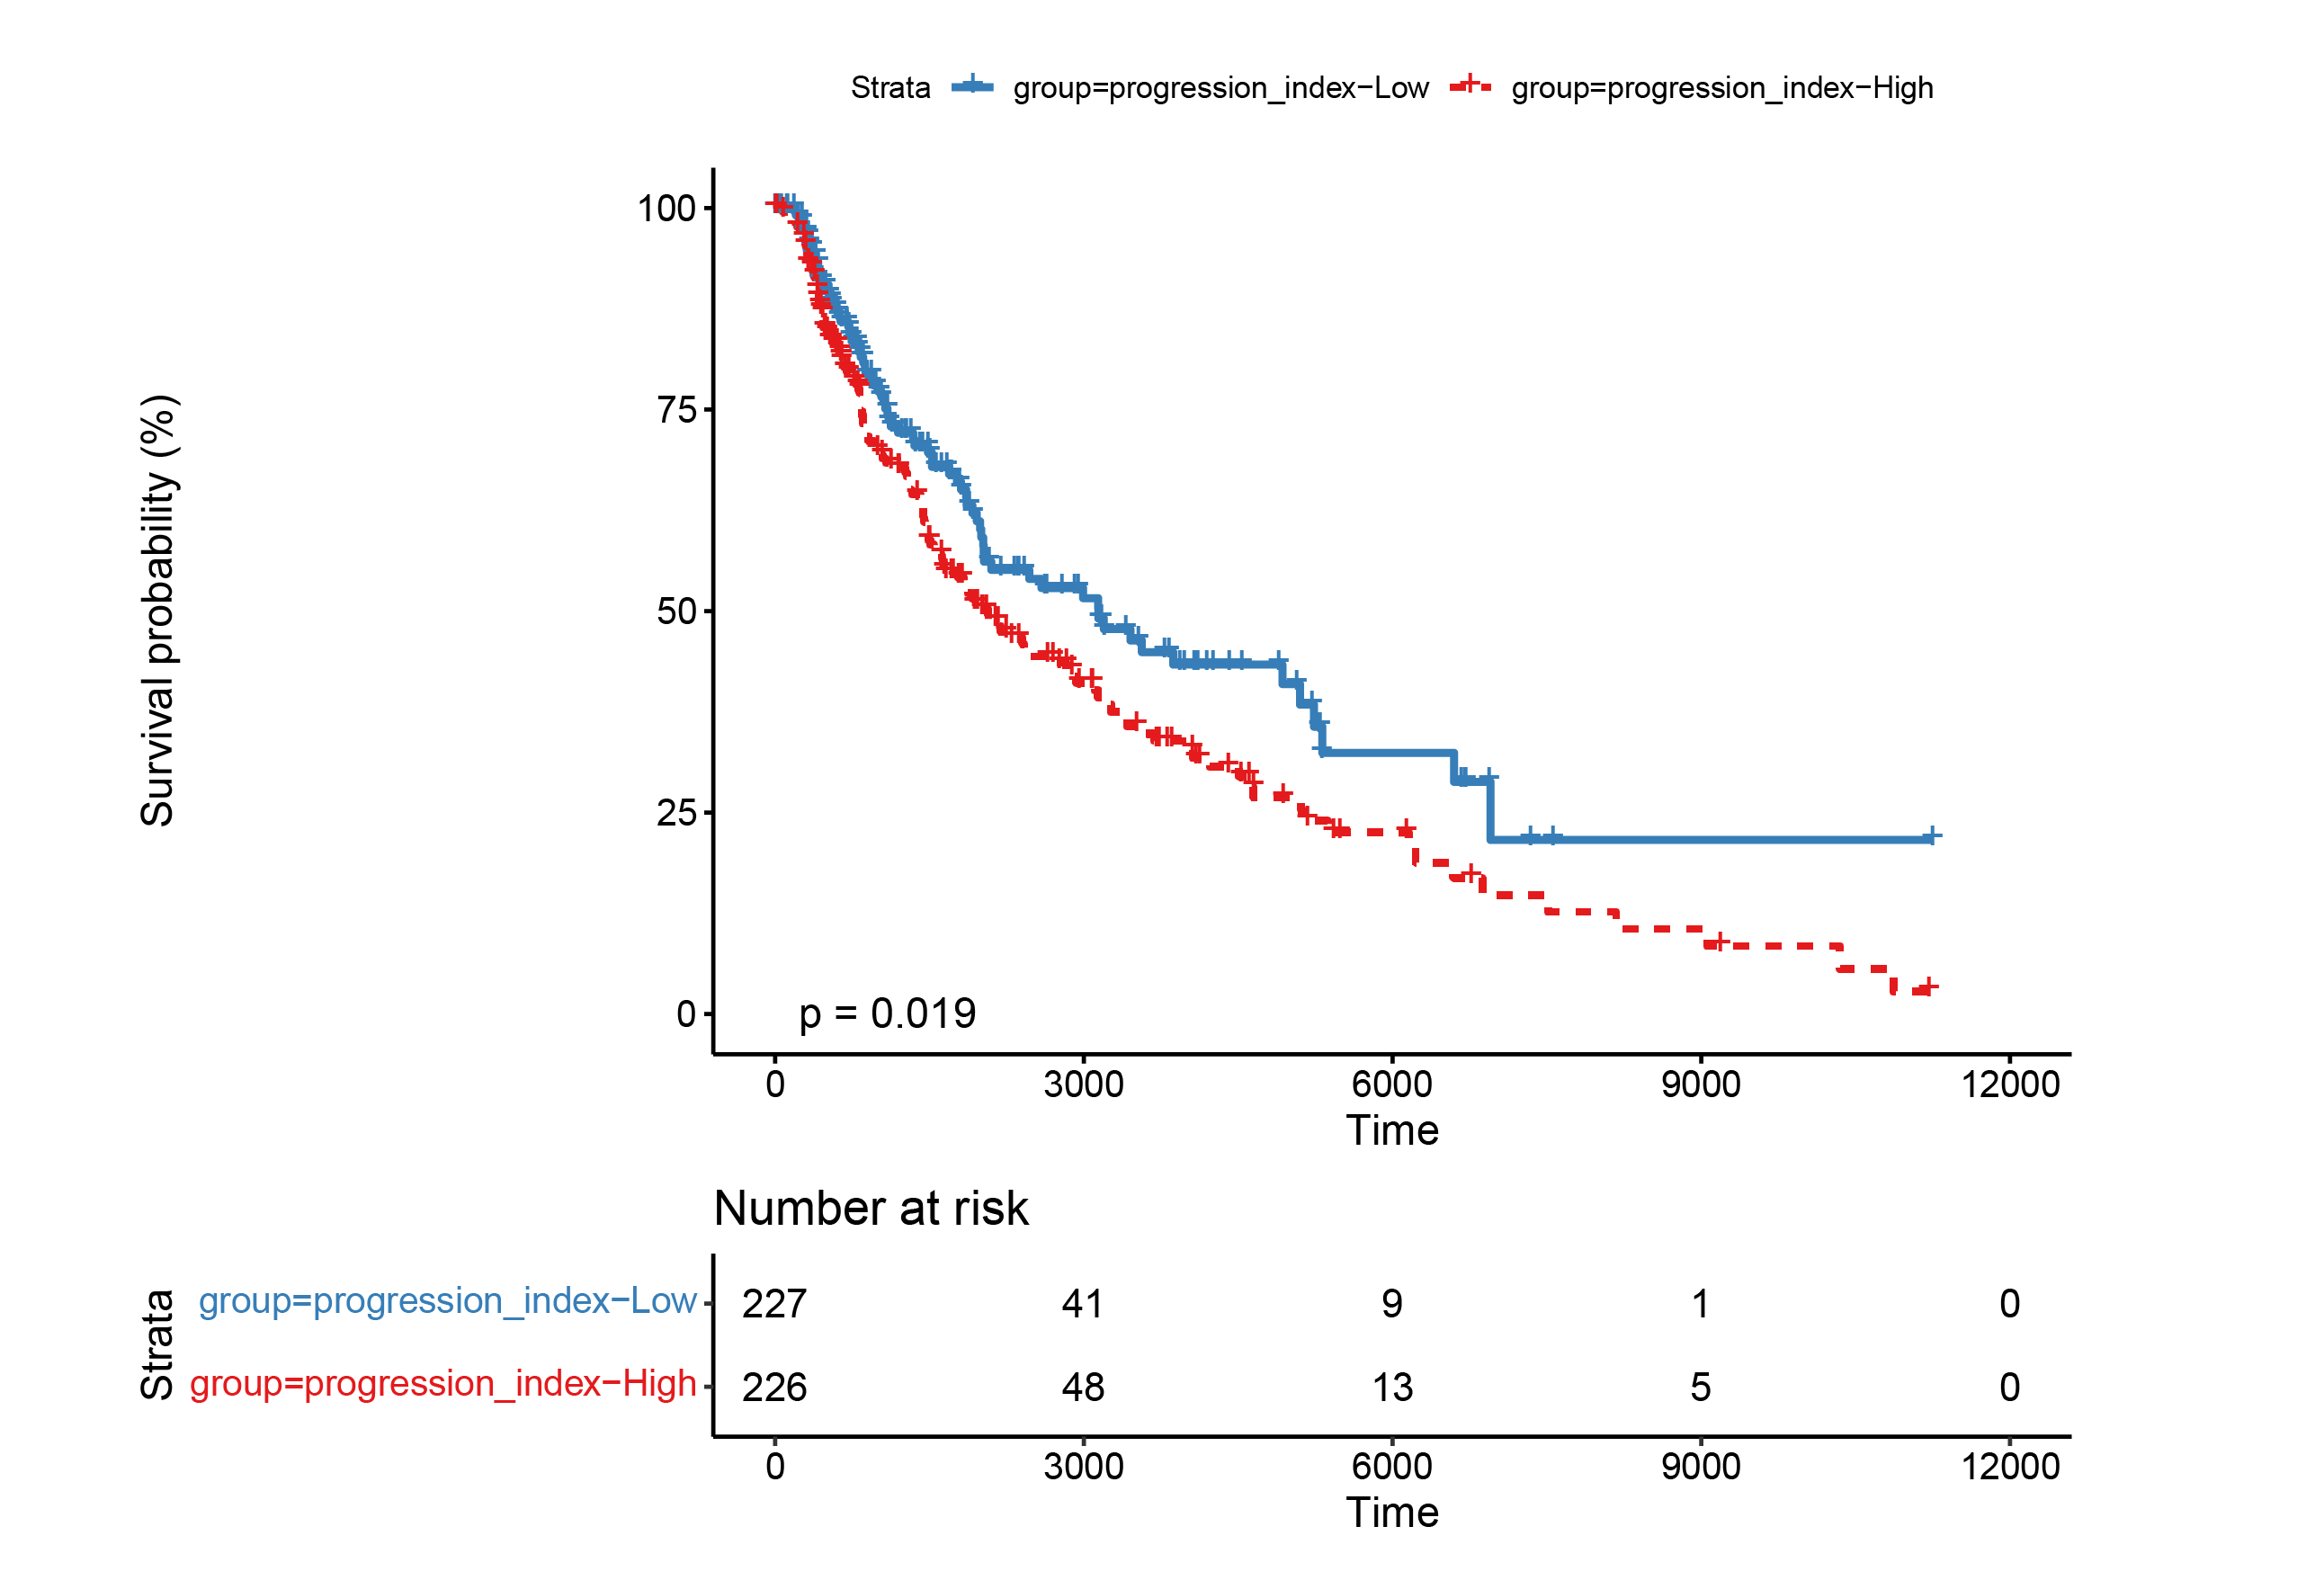 Strata group=progression_index−Low group=progression_index−High
Survival probability (%)
100
75
50
25
0
p = 0.019
0 3000 6000 9000 12000
Time
Number at risk
Strata
group=progression_index−Low 227 41 9 1 0
group=progression_index−High 226 48 13 5 0
0 3000 6000 9000 12000
Time